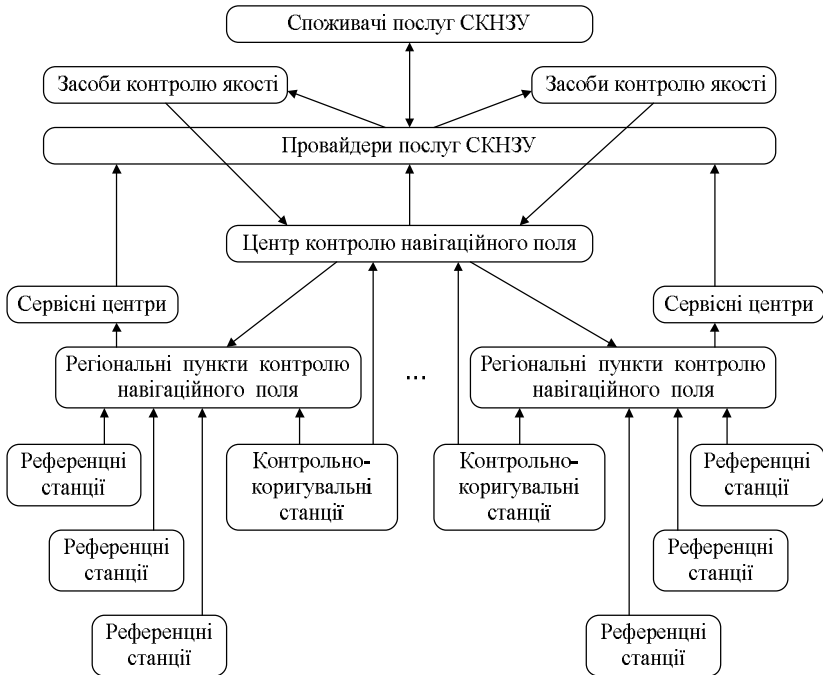 Споживачі послуг СКНЗУ
Засоби контролю якості
Засоби контролю якості
Провайдери послуг СКНЗУ
Центр контролю навігаційного поля
Сервісні центри
Сервісні центри
Регіональні пункти контролю
навігаційного поля
...
Регіональні пункти контролю
навігаційного поля
Референцні
станції
Контрольно-
коригувальні
станції
Контрольно-
коригувальні
станції
Референцні
станції
Референцні
станції
Референцні
станції
Референцні
станції
Референцні
станції